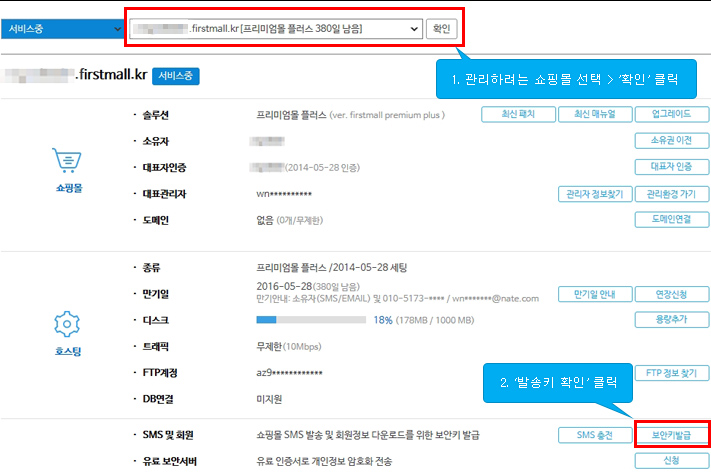 서비스중 .firstmall.kr [프리미엄몰 플러스 380일 남음] 확인
1. 관리하려는 쇼핑몰 선택 > '확인' 클릭
.firstmall.kr 서비스중
· 솔루션 프리미엄몰 플러스 (ver. firstmall premium plus ) 최신 패치 최신 매뉴얼 업그레이드
· 소유자 소유권 이전
· 대표자인증 (2014-05-28 인증) 대표자 인증
쇼핑몰
· 대표관리자 wn********** 관리자 정보찾기 관리환경 가기
· 도메인 없음 (0개/무제한) 도메인연결
· 종류 프리미엄몰 플러스 /2014-05-28 세팅
· 만기일 2016-05-28(380일 남음) 만기일 안내 연장신청
만기안내: 소유자(SMS/EMAIL) 및 010-5173-**** / wn*******@nate.com
· 디스크 18% (178MB / 1000 MB) 용량추가
호스팅
· 트래픽 무제한(10Mbps)
· FTP계정 az9************ FTP 정보 찾기
2. '발송키 확인' 클릭
· DB연결 미지원
· SMS 및 회원 쇼핑몰 SMS 발송 및 회원정보 다운로드를 위한 보안키 발급 SMS 충전 보안키발급
· 유료 보안서버 유료 인증서로 개인정보 암호화 전송 신청